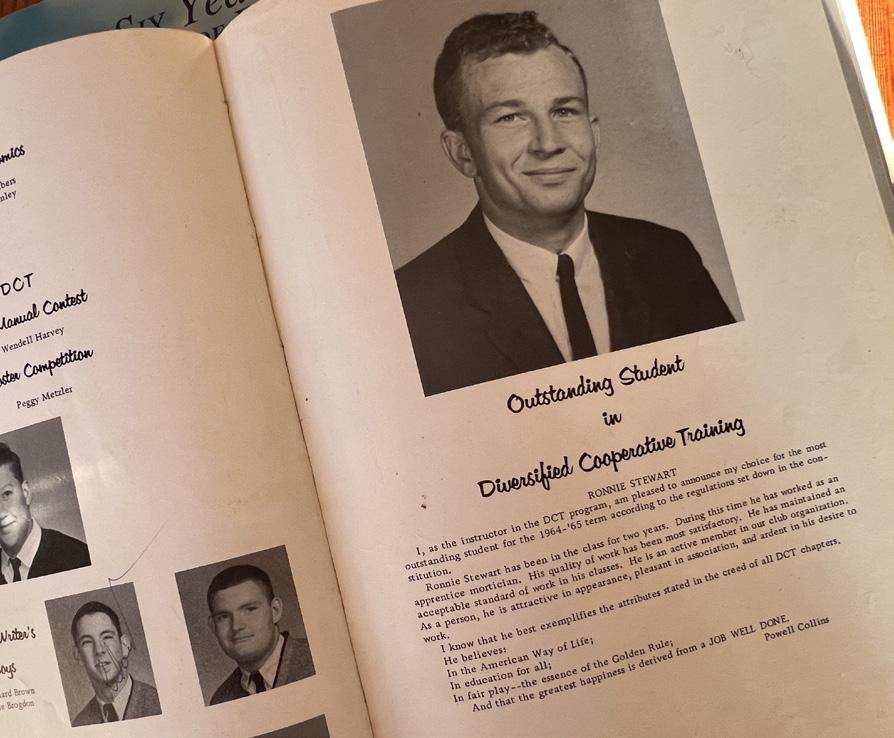 Six
DCT
Manual Contest
Wendell Harvey
Competition
Peggy Metzler
Writer's
Brown
Brogdon
Outstanding Student
in
Diversified Cooperative Training
RONNIE STEWART
I, as the instructor in the DCT program, am pleased to announce my choice for the most
outstanding student for the 1964-'65 term according to the regulations set down in the con-
stitution.
Ronnie Stewart has been in the class for two years. During this time he has worked as an
apprentice mortician. His quality of work has been most satisfactory. He has maintained an
acceptable standard of work in his classes. He is an active member in our club organization.
As a person, he is attractive in appearance, pleasant in association, and ardent in his desire to
work.
I know that he best exemplifies the attributes stated in the creed of all DCT chapters.
He believes:
In the American Way of Life;
In education for all;
In fair play--the essence of the Golden Rule;
And that the greatest happiness is derived from a JOB WELL DONE.
Powell Collins